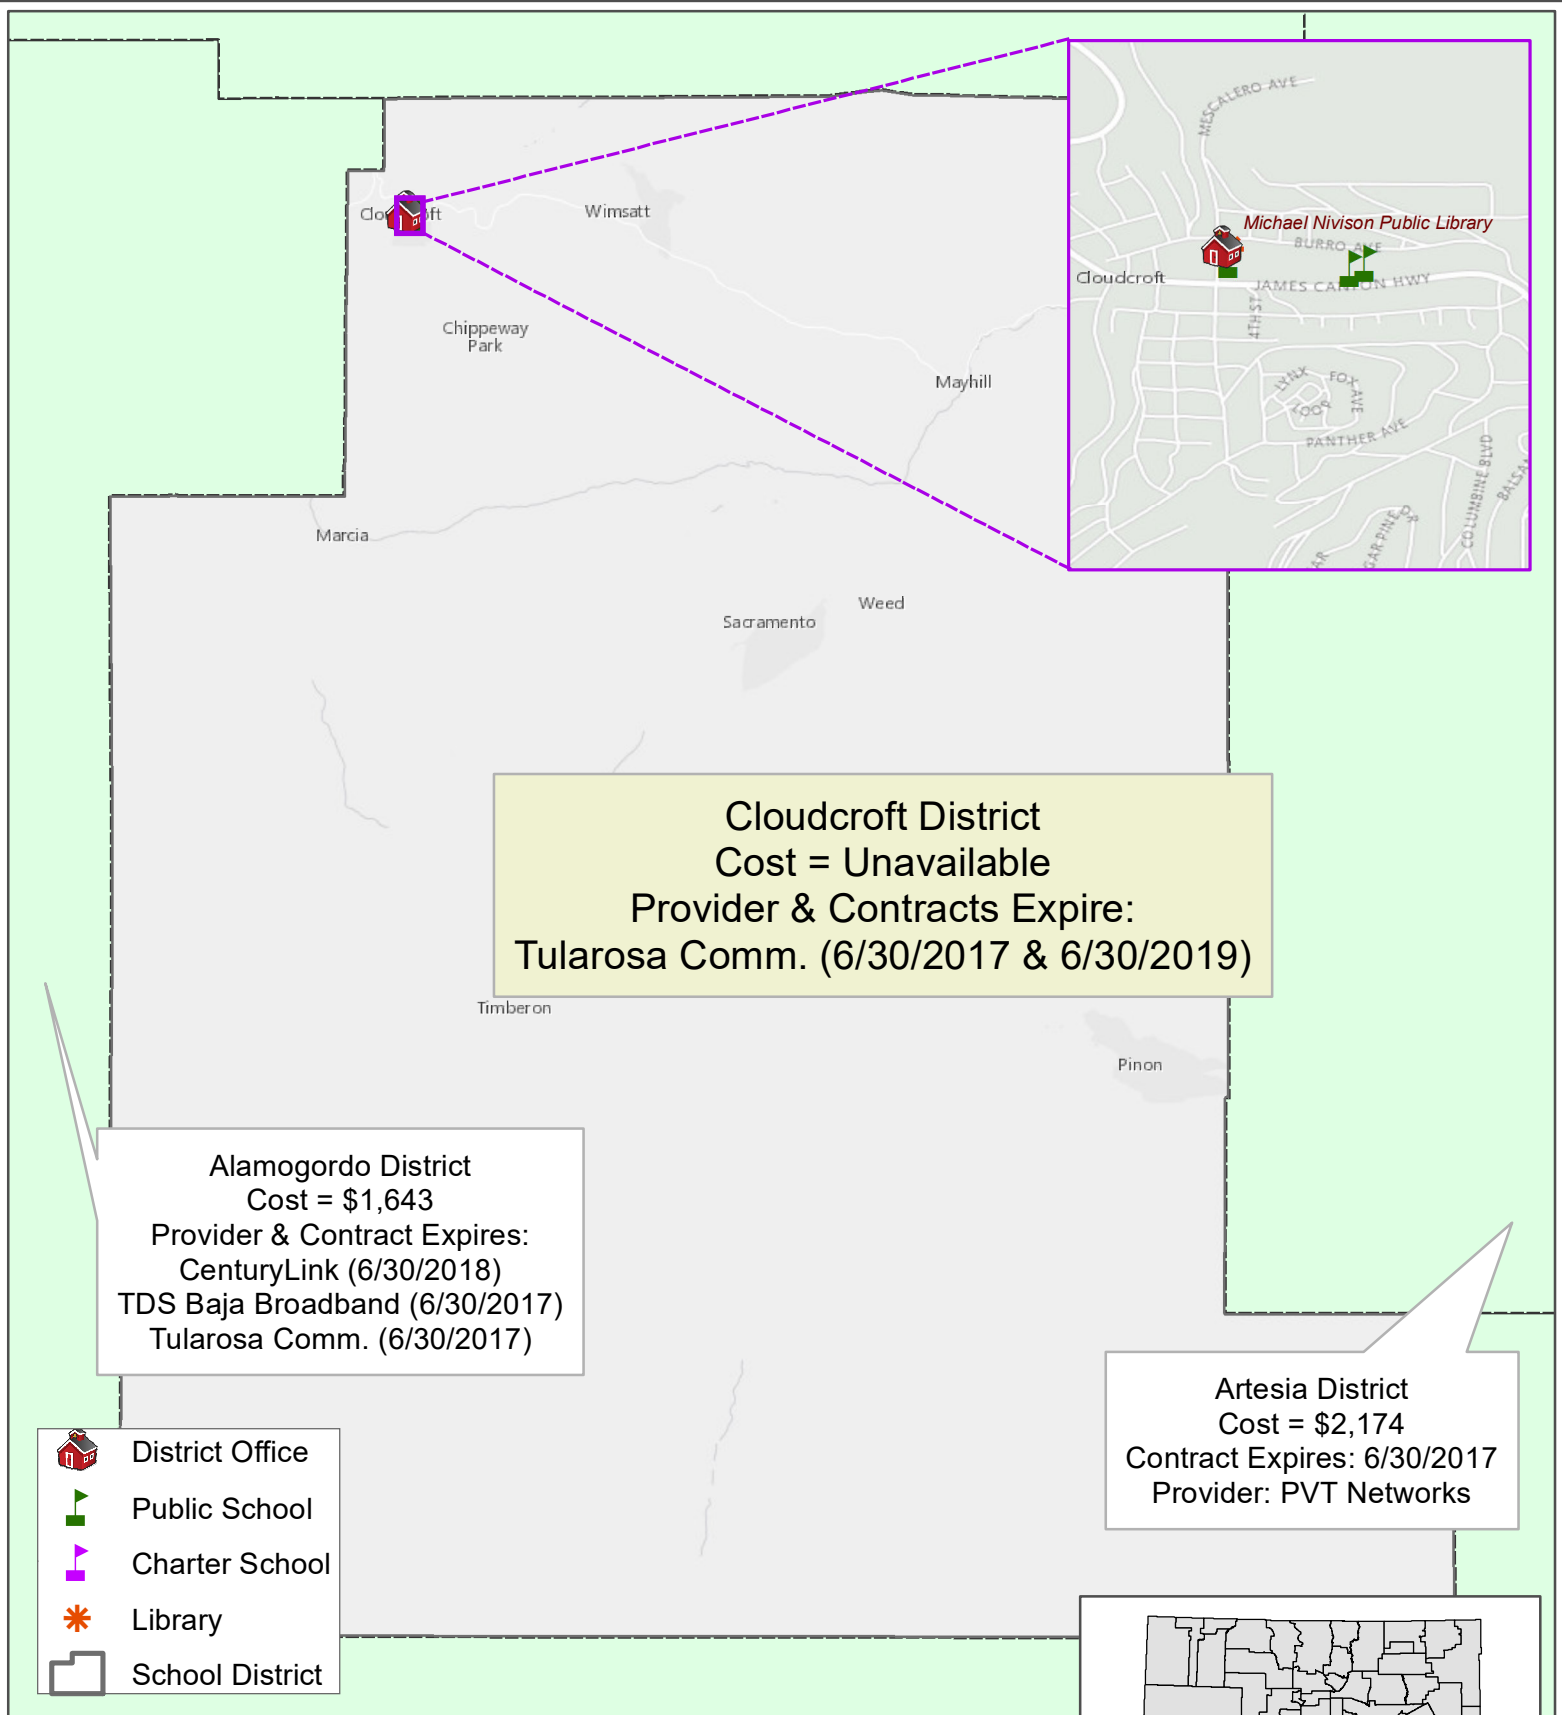 MESCALERO AVE
Michael Nivison Public Library
BURRO AVE
Cloudcroft
JAMES CANYON HWY
4TH ST
LYNX
LOOP
FOX AVE
PANTHER AVE
COLUMBINE BLVD
Wimsatt
Chippeway
Park
Mayhill
Marcia
Weed
Sacramento
Cloudcroft District
Cost = Unavailable
Provider & Contracts Expire:
Tularosa Comm. (6/30/2017 & 6/30/2019)
Timberon
Pinon
Alamogordo District
Cost = $1,643
Provider & Contract Expires:
CenturyLink (6/30/2018)
TDS Baja Broadband (6/30/2017)
Tularosa Comm. (6/30/2017)
Artesia District
Cost = $2,174
Contract Expires: 6/30/2017
Provider: PVT Networks
District Office
Public School
Charter School
Library
School District